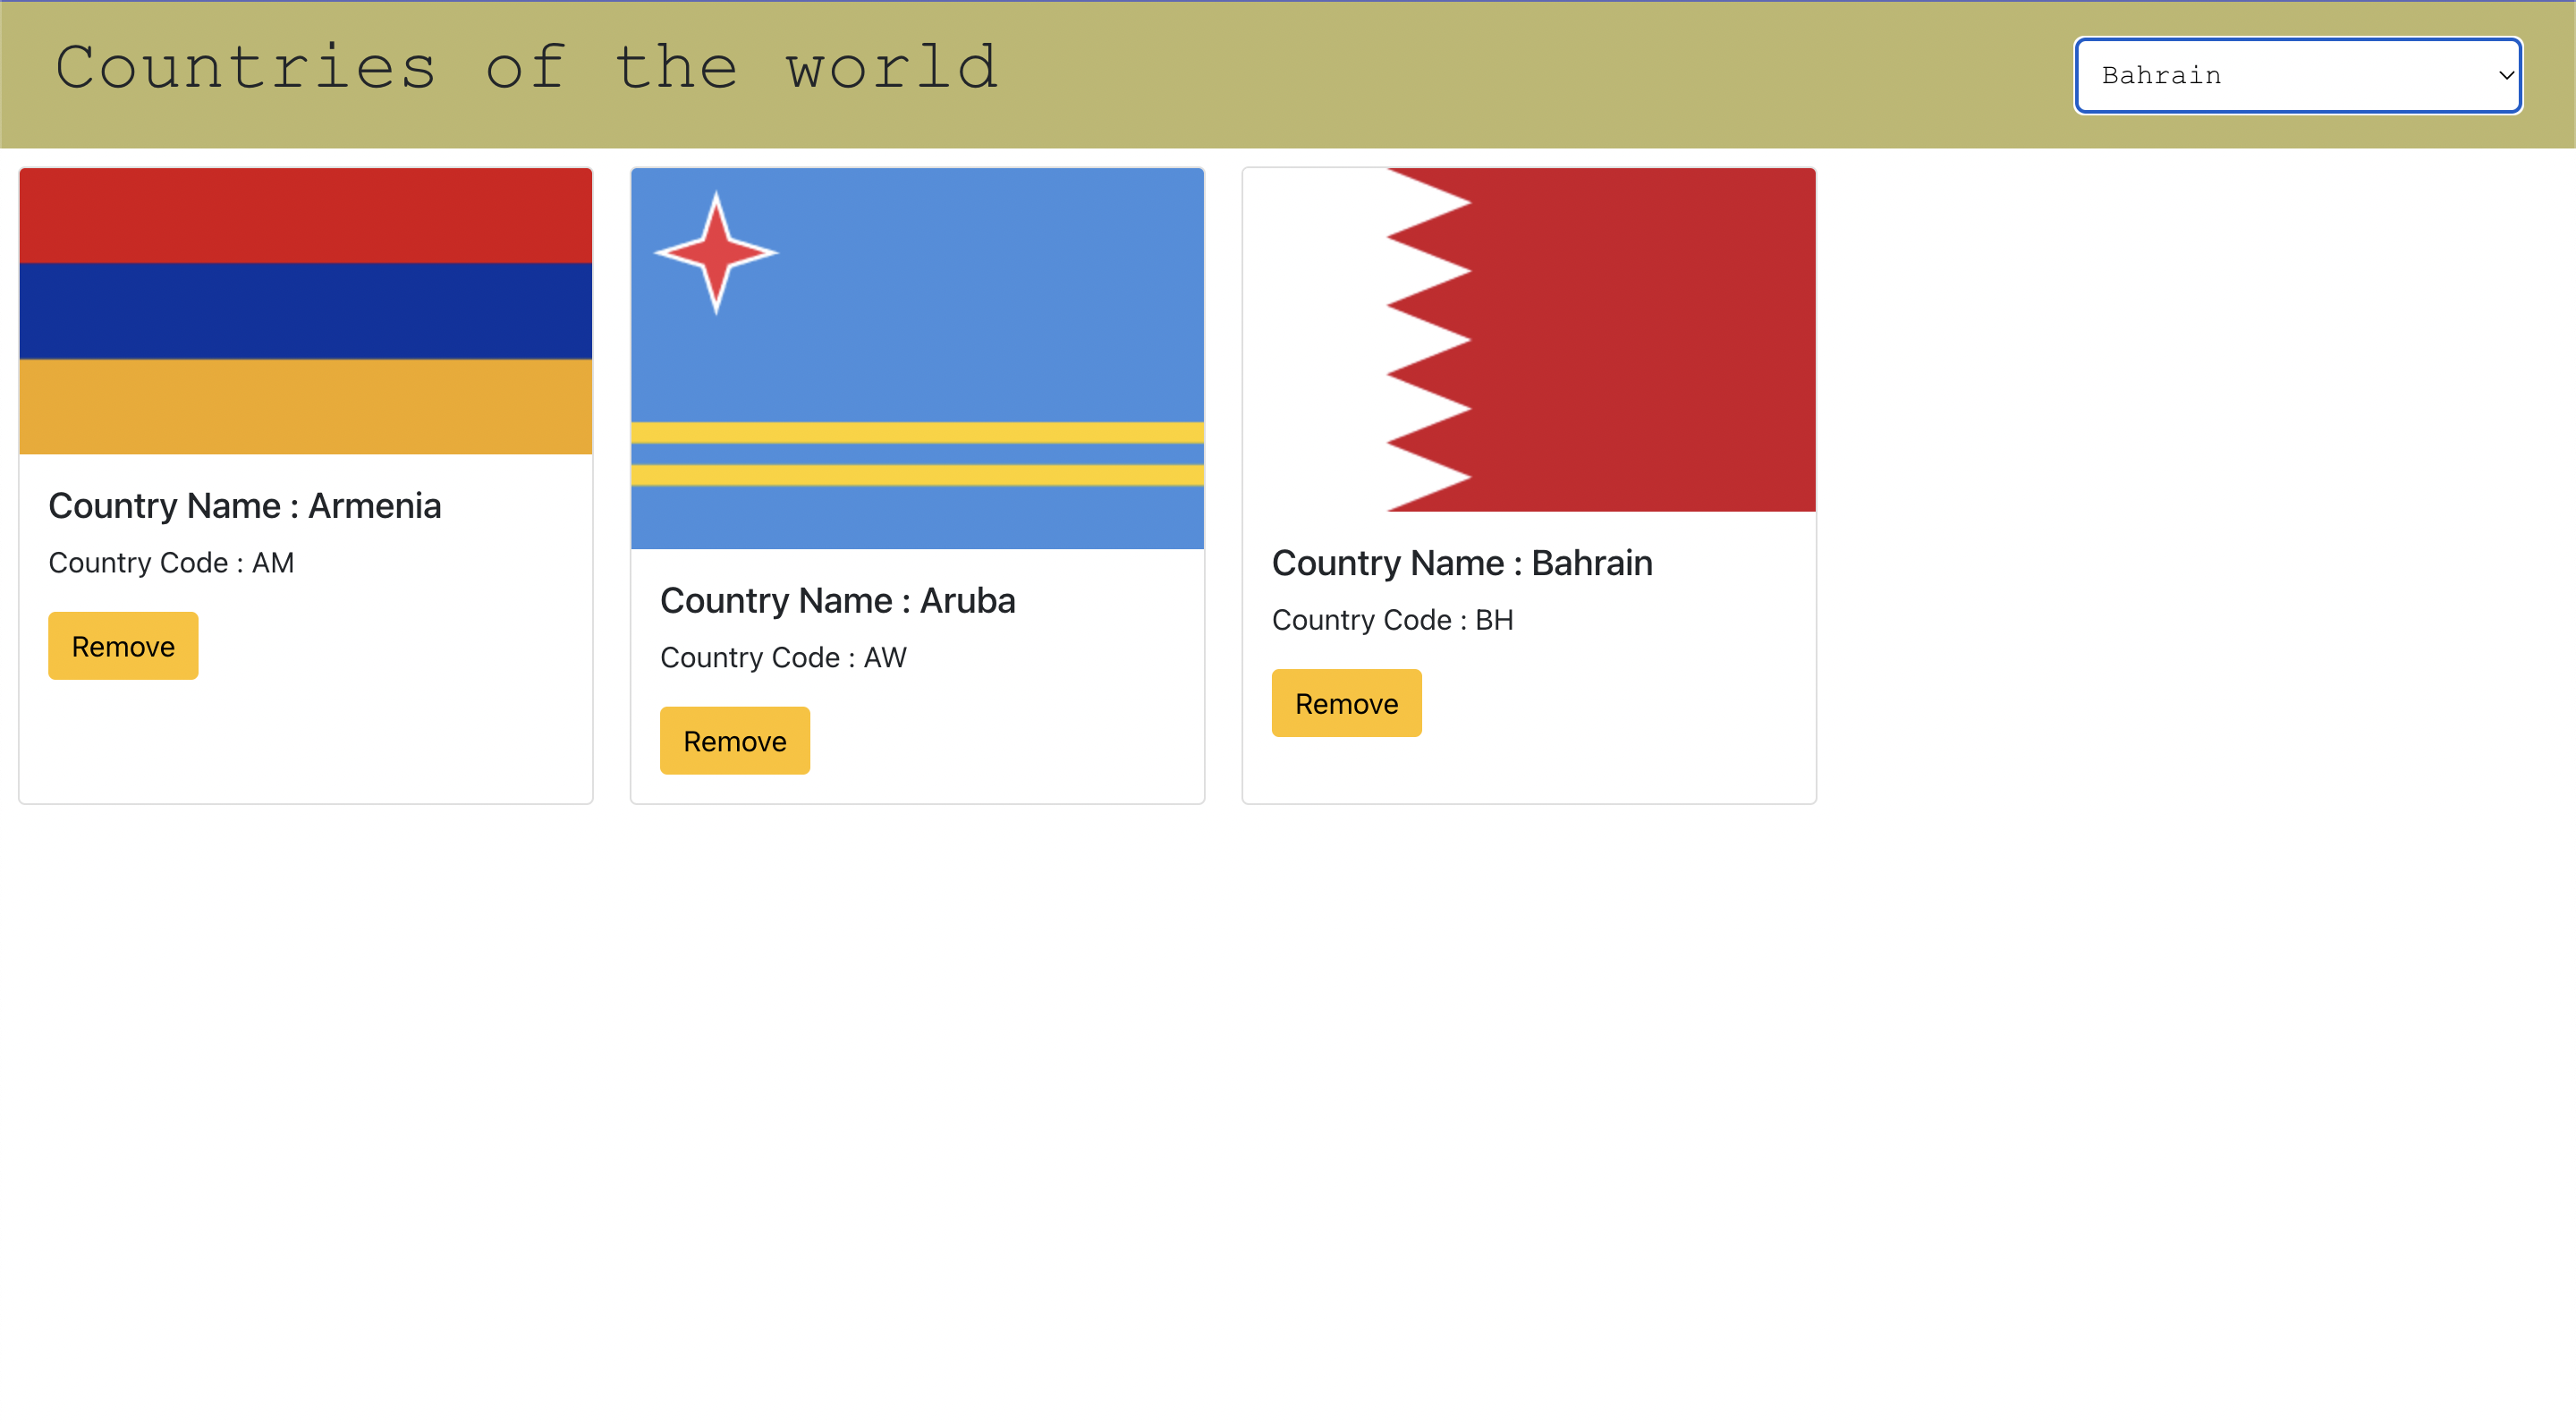 Countries of the world
Bahrain
Country Name : Armenia
Country Code : AM
Remove
Country Name : Aruba
Country Code : AW
Remove
Country Name : Bahrain
Country Code : BH
Remove